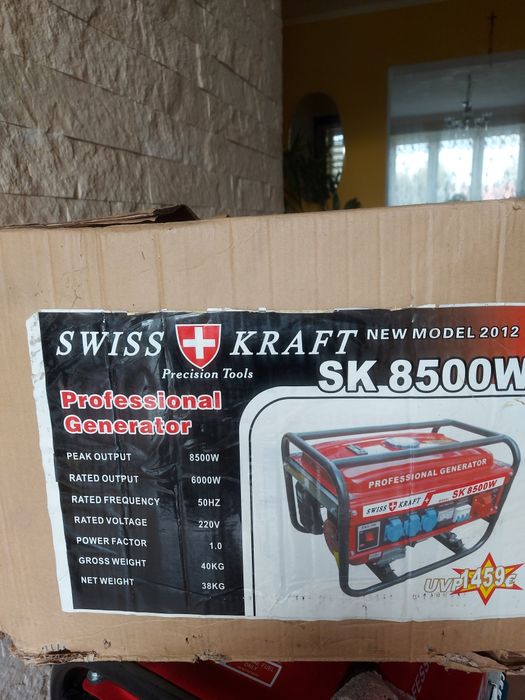 SWISS KRAFT NEW MODEL 2012
Precision Tools
SK 8500W
Professional
Generator
PEAK OUTPUT 8500W
RATED OUTPUT 6000W
RATED FREQUENCY 50HZ
RATED VOLTAGE 220V
POWER FACTOR 1.0
GROSS WEIGHT 40KG
NET WEIGHT 38KG
PROFESSIONAL GENERATOR
SWISS KRAFT SK 8500W
UVP 1459€